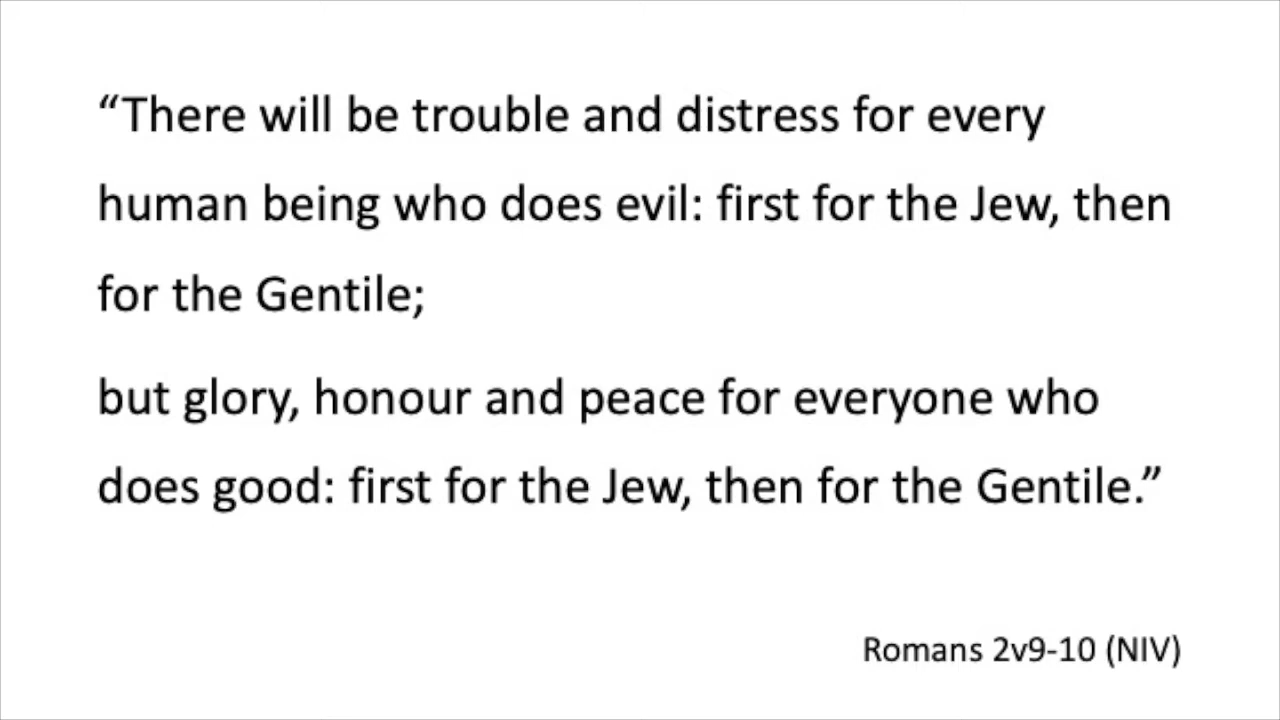 “There will be trouble and distress for every
human being who does evil: first for the Jew, then
for the Gentile;
but glory, honour and peace for everyone who
does good: first for the Jew, then for the Gentile.”
Romans 2v9-10 (NIV)